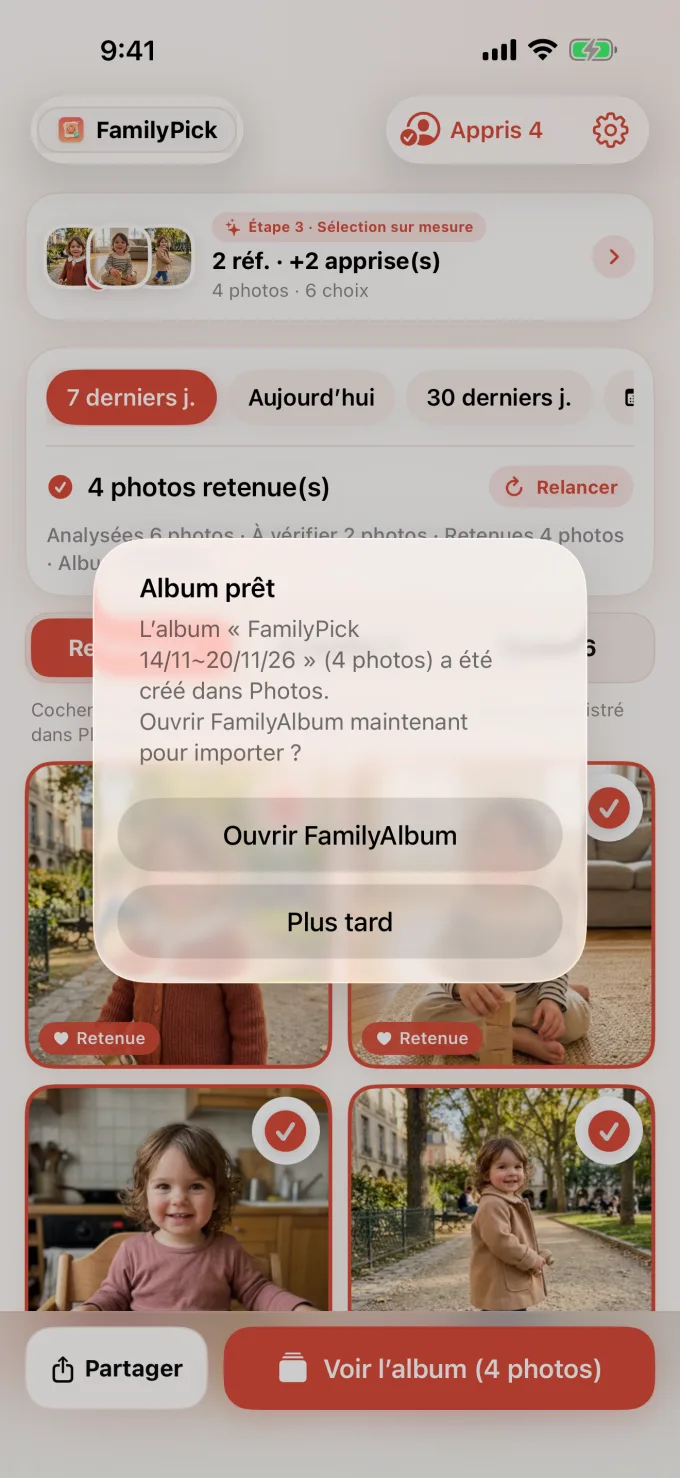 9:41
FamilyPick
Appris 4
Étape 3 · Sélection sur mesure
2 réf. · +2 apprise(s)
4 photos · 6 choix
7 derniers j.
Aujourd’hui
30 derniers j.
4 photos retenue(s)
Relancer
Analysées 6 photos · À vérifier 2 photos · Retenues 4 photos
Album prêt
L’album « FamilyPick
14/11~20/11/26 » (4 photos) a été
créé dans Photos.
Ouvrir FamilyAlbum maintenant
pour importer ?
Ouvrir FamilyAlbum
Plus tard
Retenue
Retenue
Partager
Voir l’album (4 photos)